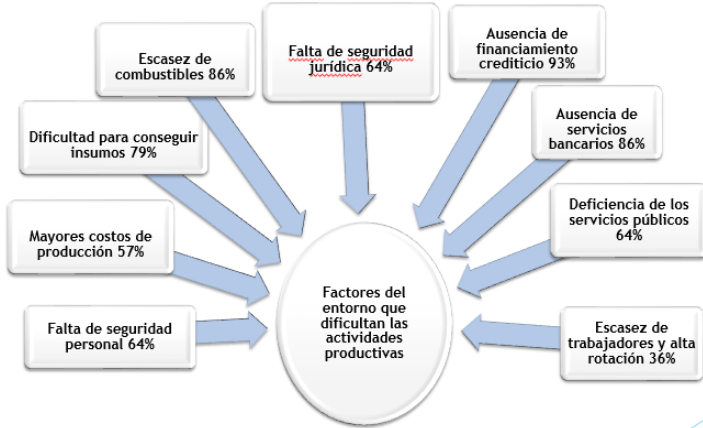 Escasez de
combustibles 86%
Falta de seguridad
jurídica 64%
Ausencia de
financiamiento
crediticio 93%
Dificultad para conseguir
insumos 79%
Ausencia de
servicios
bancarios 86%
Mayores costos de
producción 57%
Deficiencia de los
servicios públicos
64%
Falta de seguridad
personal 64%
Factores del
entorno que
dificultan las
actividades
productivas
Escasez de
trabajadores y alta
rotación 36%